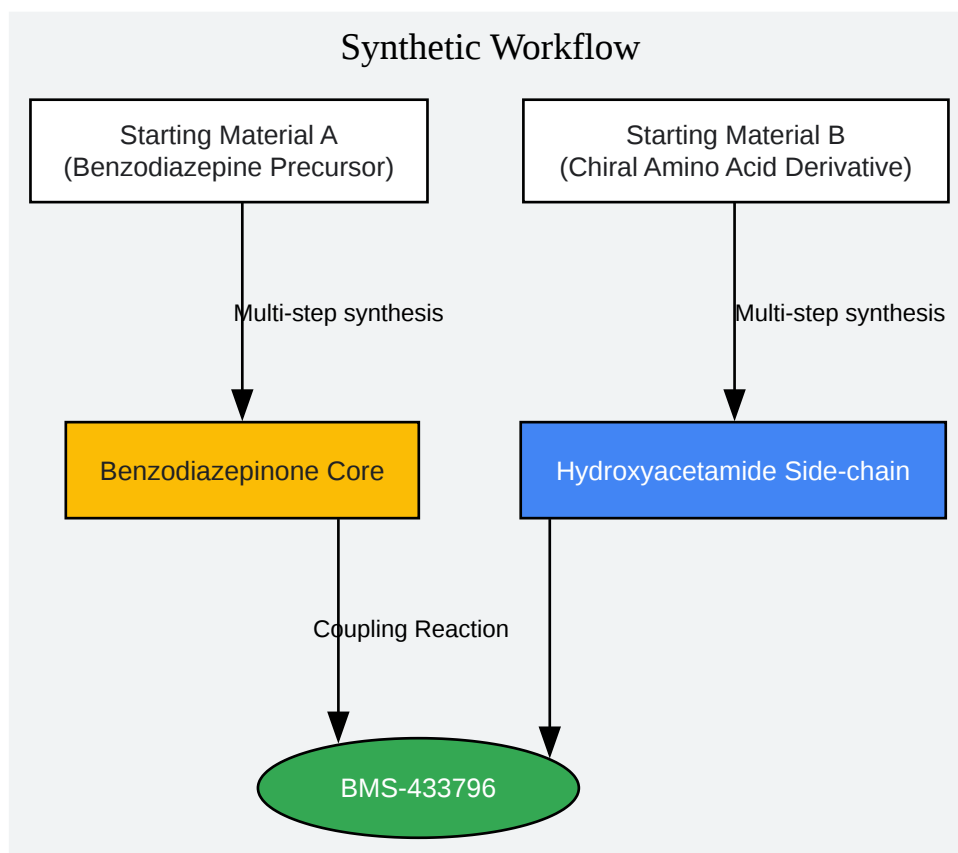 Synthetic Workflow
Starting Material A
(Benzodiazepine Precursor)
Starting Material B
(Chiral Amino Acid Derivative)
Multi-step synthesis
Multi-step synthesis
Benzodiazepinone Core
Hydroxyacetamide Side-chain
Coupling Reaction
BMS-433796